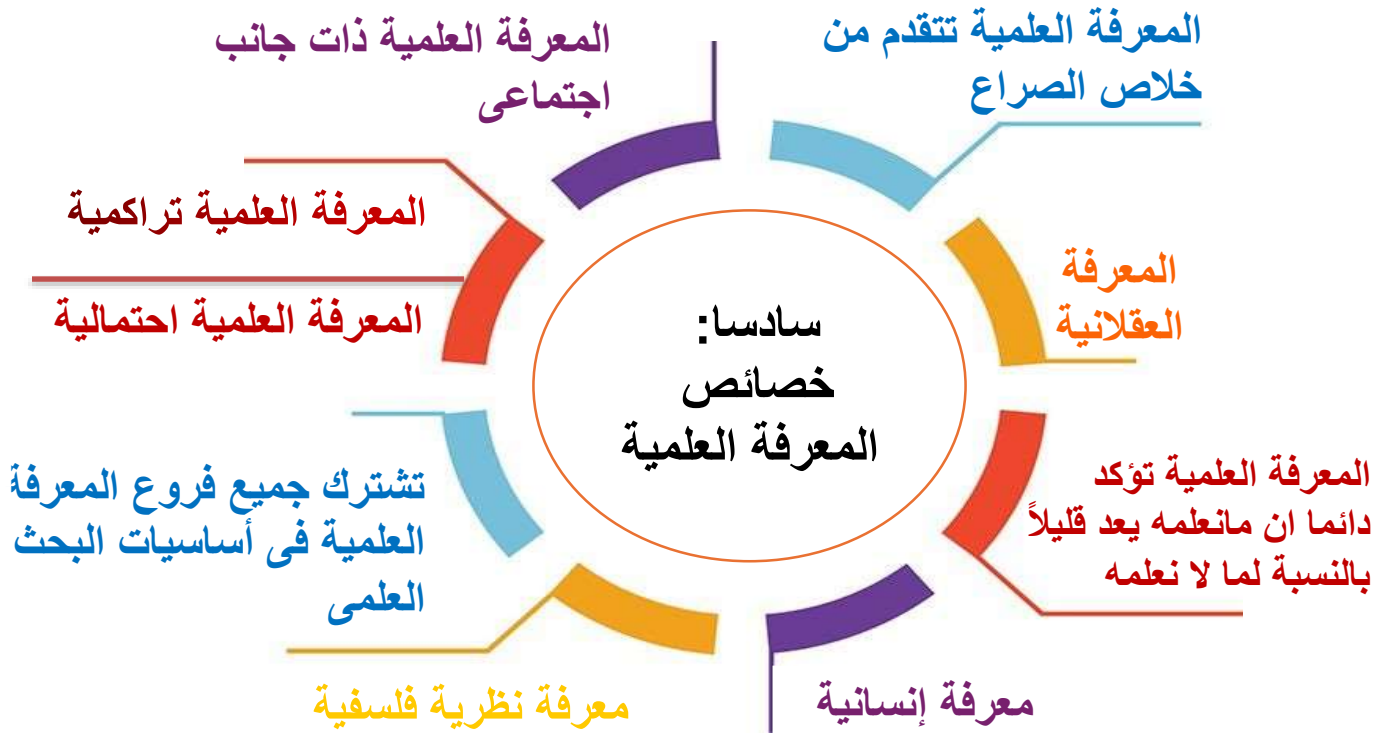 سادسا:
خصائص
المعرفة العلمية
المعرفة العلمية تتقدم من
خلاص الصراع
المعرفة
العقلانية
المعرفة العلمية تؤكد
دائما ان مانعلمه يعد قليلاً
بالنسبة لما لا نعلمه
معرفة إنسانية
معرفة نظرية فلسفية
تشترك جميع فروع المعرفة
العلمية فى أساسيات البحث
العلمى
المعرفة العلمية احتمالية
المعرفة العلمية تراكمية
المعرفة العلمية ذات جانب
اجتماعى